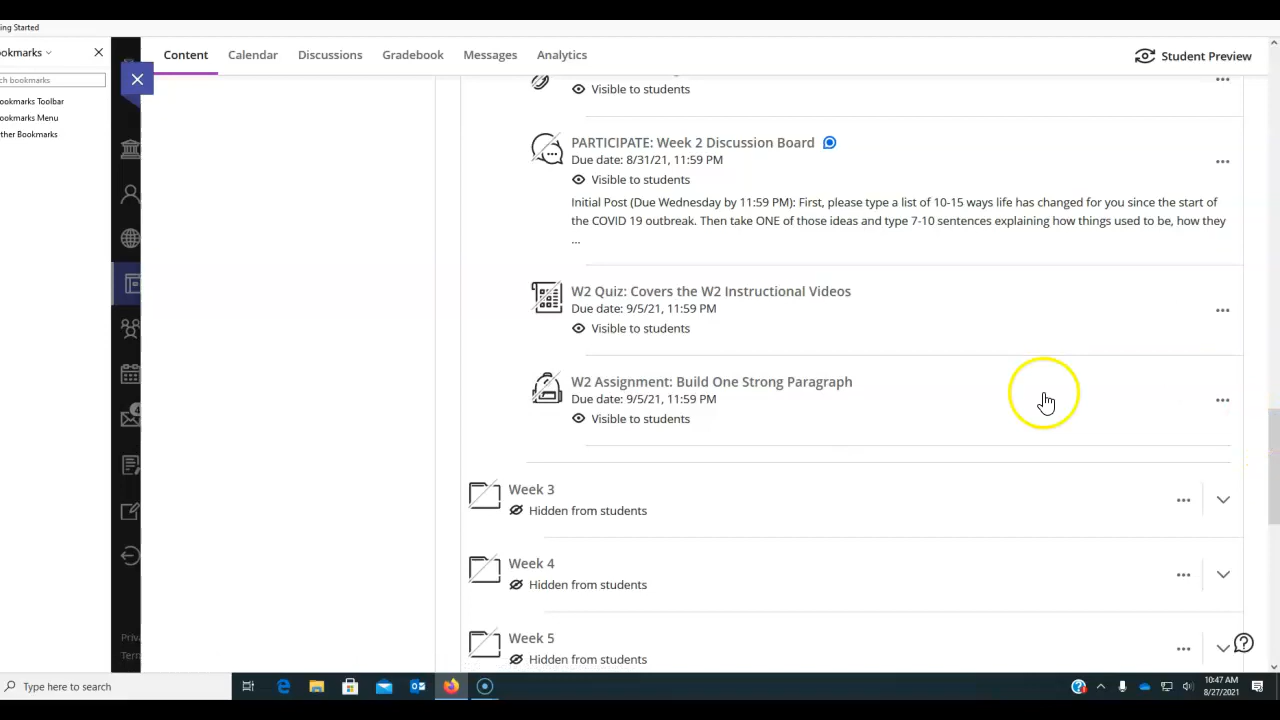 ing Started
ookmarks
ch bookmarks
ookmarks Toolbar
ookmarks Menu
ther Bookmarks
Content
Calendar
Discussions
Gradebook
Messages
Analytics
Student Preview
Visible to students
PARTICIPATE: Week 2 Discussion Board
Due date: 8/31/21, 11:59 PM
Visible to students
Initial Post (Due Wednesday by 11:59 PM): First, please type a list of 10-15 ways life has changed for you since the start of
the COVID 19 outbreak. Then take ONE of those ideas and type 7-10 sentences explaining how things used to be, how they
...
W2 Quiz: Covers the W2 Instructional Videos
Due date: 9/5/21, 11:59 PM
Visible to students
W2 Assignment: Build One Strong Paragraph
Due date: 9/5/21, 11:59 PM
Visible to students
Week 3
Hidden from students
Week 4
Hidden from students
Week 5
Hidden from students
4
Priva
Term
Type here to search
10:47 AM
8/27/2021